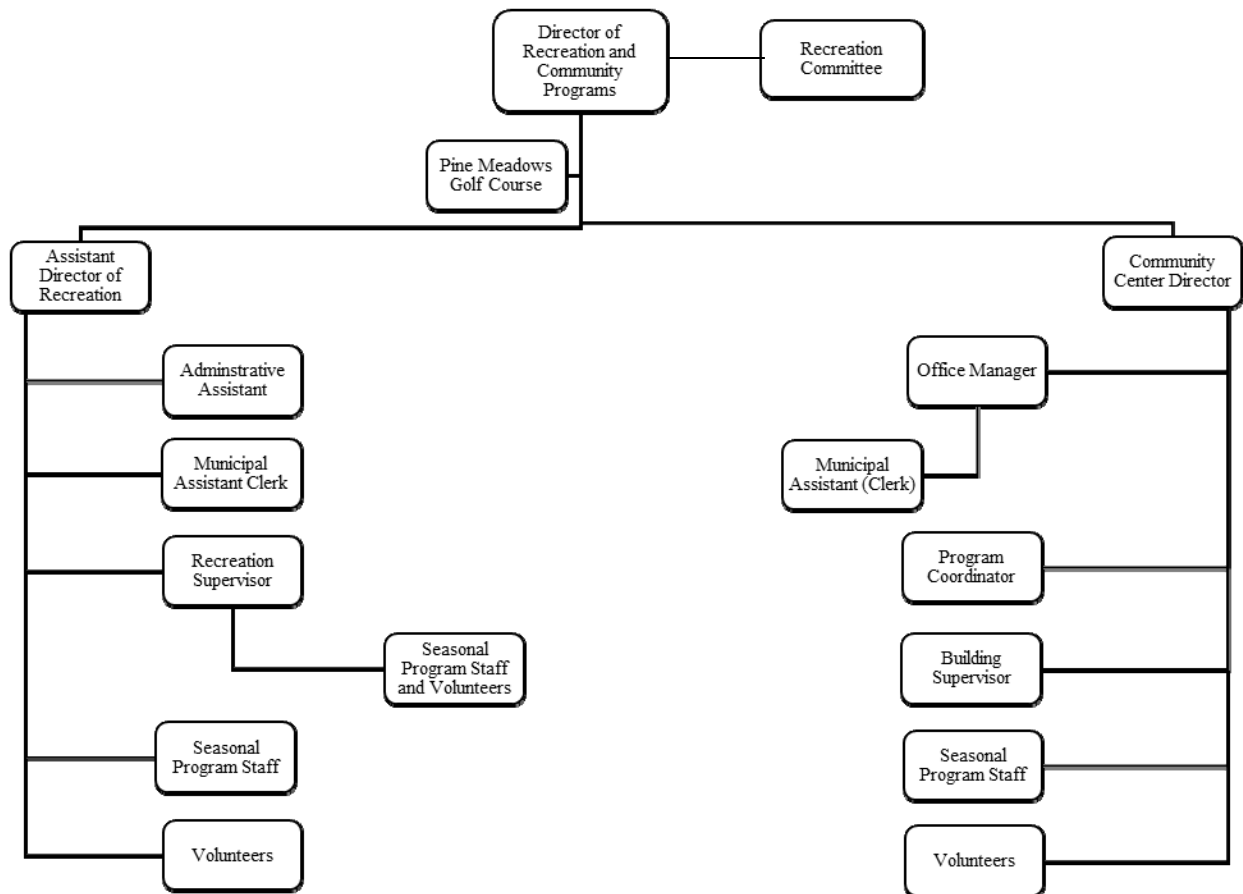 Director of
Recreation and
Community
Programs
Recreation
Committee
Pine Meadows
Golf Course
Assistant
Director of
Recreation
Community
Center Director
Adminstrative
Assistant
Office Manager
Municipal
Assistant Clerk
Municipal
Assistant (Clerk)
Recreation
Supervisor
Program
Coordinator
Seasonal
Program Staff
and Volunteers
Building
Supervisor
Seasonal
Program Staff
Seasonal
Program Staff
Volunteers
Volunteers